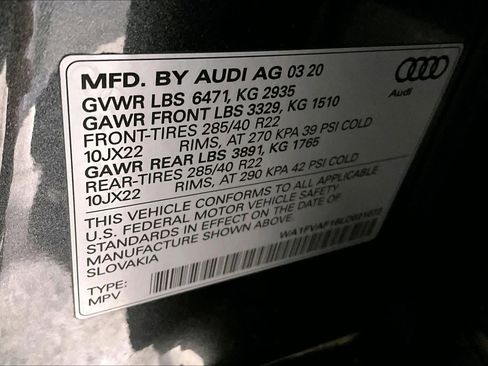 MFD. BY AUDI AG 03 20
GVWR LBS 6471, KG 2935
GAWR FRONT LBS 3329, KG 1510
FRONT-TIRES 285/40 R22
10JX22 RIMS, AT 270 KPA 39 PSI COLD
GAWR REAR LBS 3891, KG 1765
REAR-TIRES 285/40 R22
10JX22 RIMS, AT 290 KPA 42 PSI COLD
THIS VEHICLE CONFORMS TO ALL APPLICABLE
U.S. FEDERAL MOTOR VEHICLE SAFETY
STANDARDS IN EFFECT ON THE DATE OF
MANUFACTURE SHOWN ABOVE.
SLOVAKIA
TYPE:
MPV
Audi